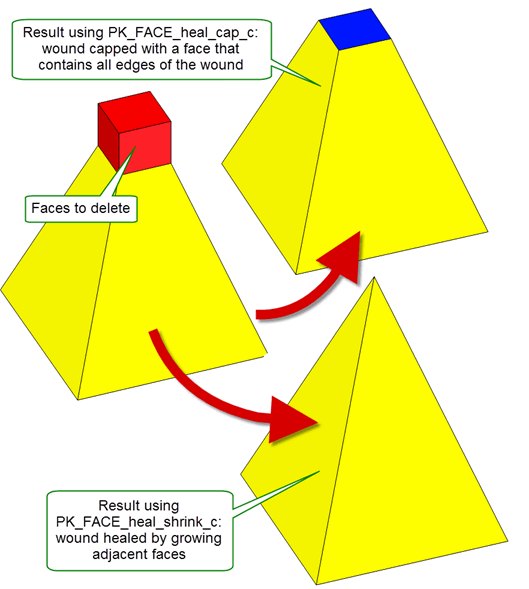 Result using PK_FACE_heal_cap_c:
wound capped with a face that
contains all edges of the wound
Faces to delete
Result using
PK_FACE_heal_shrink_c:
wound healed by growing
adjacent faces